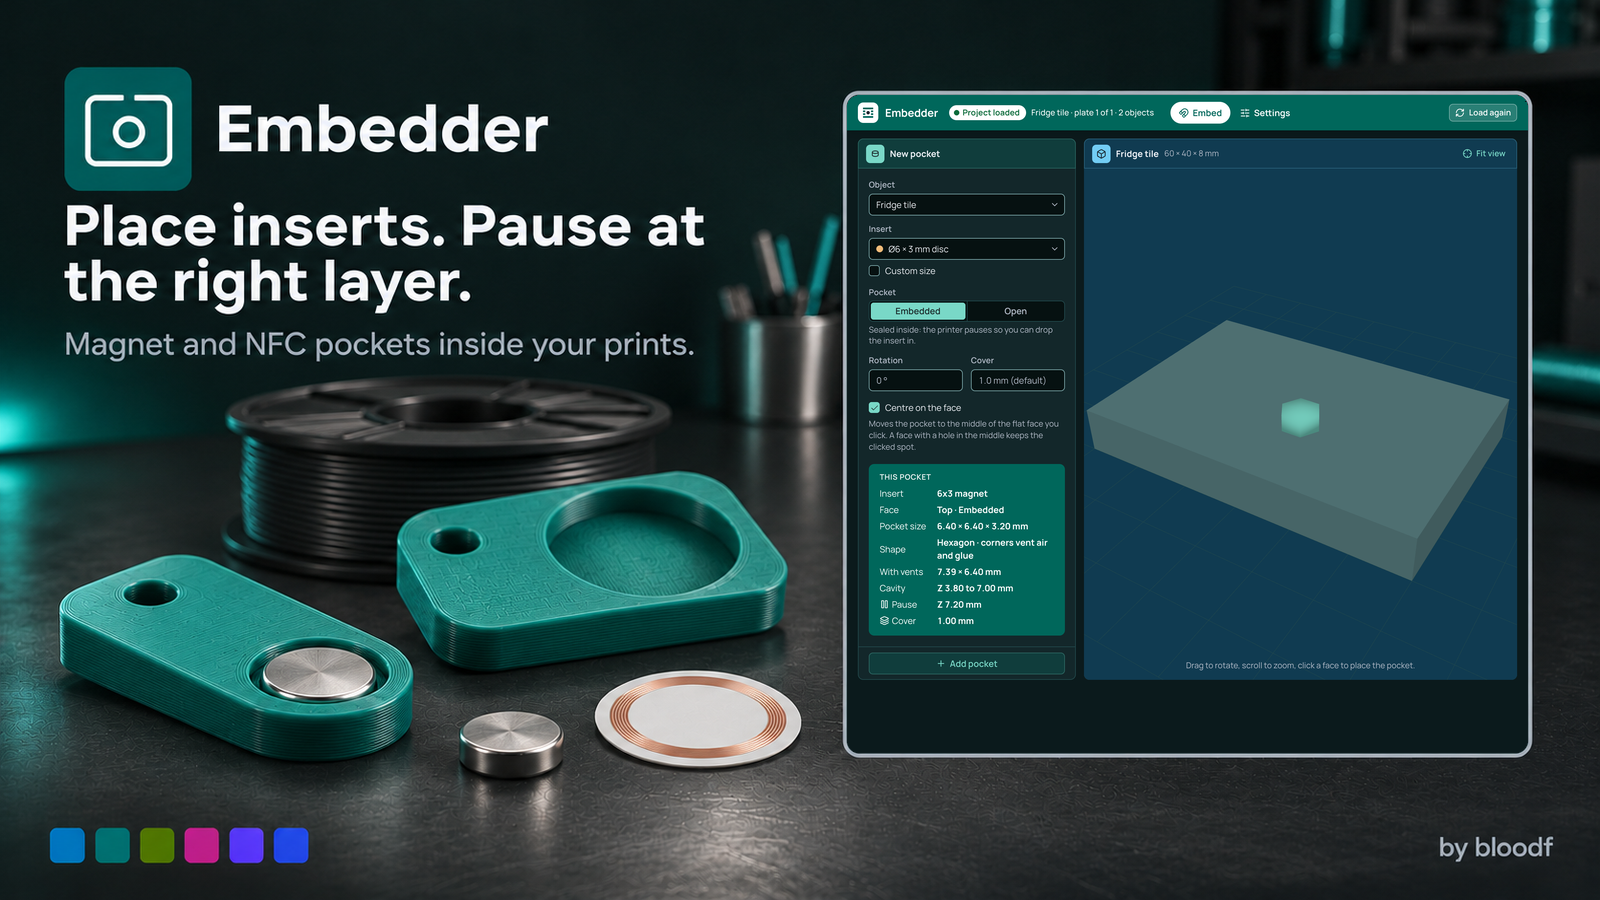 Embedder
Place inserts. Pause at
the right layer.
Magnet and NFC pockets inside your prints.
Embedder
Project loaded
Fridge tile · plate 1 of 1 · 2 objects
Embed
Settings
Load again
New pocket
Object
Fridge tile
Insert
Ø6 × 3 mm disc
Custom size
Pocket
Embedded
Open
Sealed inside: the printer pauses so you can drop
the insert in.
Rotation
Cover
0 °
1.0 mm (default)
Centre on the face
Moves the pocket to the middle of the flat face you
click. A face with a hole in the middle keeps the
clicked spot.
THIS POCKET
Insert 6x3 magnet
Face Top · Embedded
Pocket size 6.40 × 6.40 × 3.20 mm
Shape Hexagon · corners vent air
and glue
With vents 7.39 × 6.40 mm
Cavity Z 3.80 to 7.00 mm
Pause Z 7.20 mm
Cover 1.00 mm
+ Add pocket
Fridge tile 60 × 40 × 8 mm
Fit view
Drag to rotate, scroll to zoom, click a face to place the pocket.
by bloodf